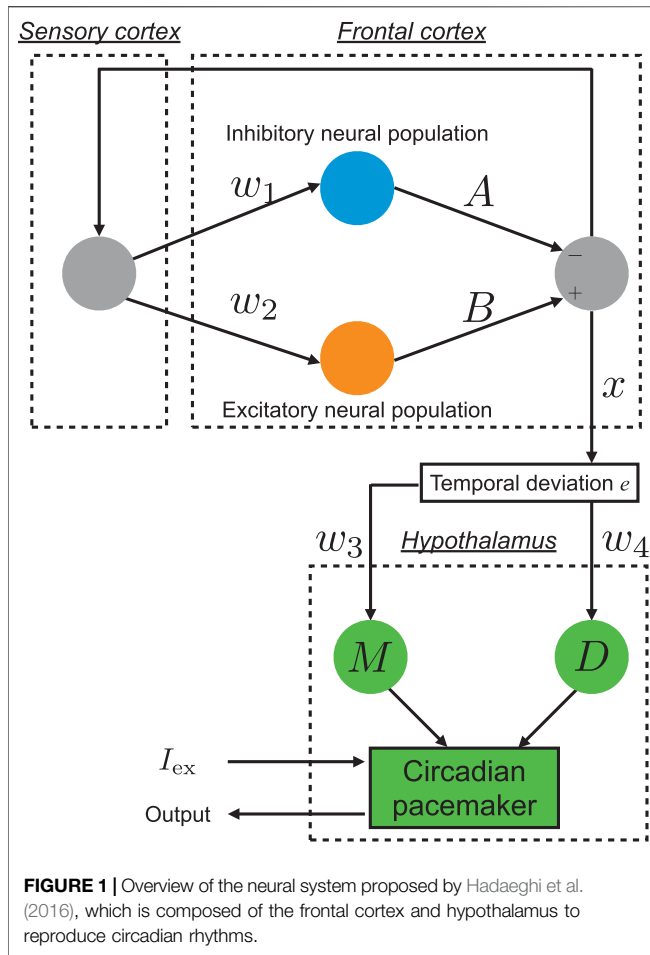 Sensory cortex
Frontal cortex
Inhibitory neural population
w1
A
−
+
w2
B
Excitatory neural population
x
Temporal deviation e
w3
Hypothalamus
w4
M
D
Iex
Circadian
pacemaker
Output
FIGURE 1 | Overview of the neural system proposed by Hadaeghi et al.
(2016), which is composed of the frontal cortex and hypothalamus to
reproduce circadian rhythms.